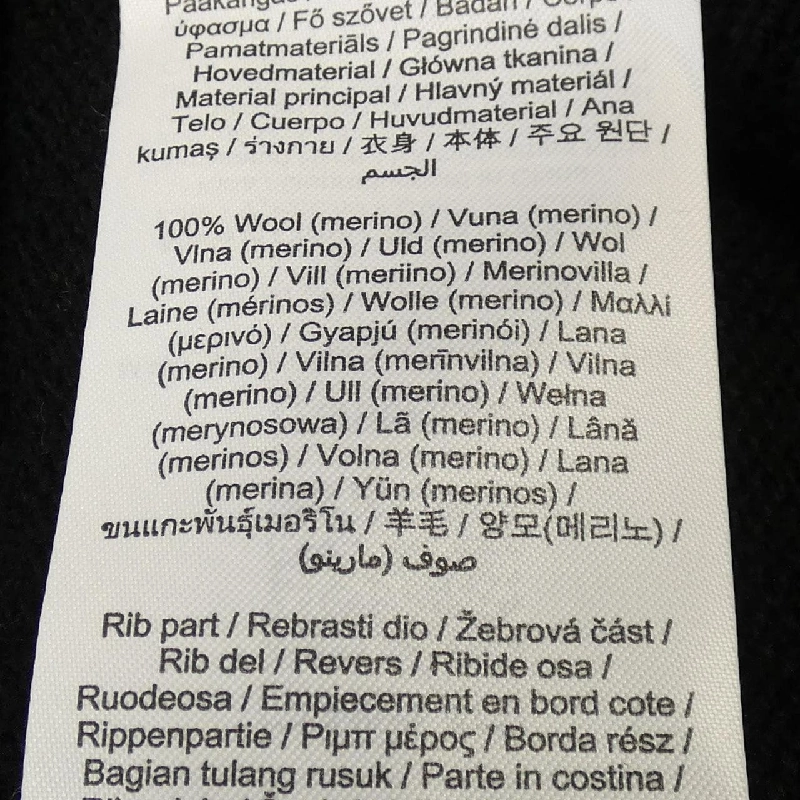 ύφασμα / Fő szővet / Badan /
Pamatmateriāls / Pagrindinė dalis /
Hovedmaterial / Główna tkanina /
Material principal / Hlavný materiál /
Telo / Cuerpo / Huvudmaterial / Ana
kumaş / ร่างกาย / 衣身 / 本体 / 주요 원단 /
الجسم
100% Wool (merino) / Vuna (merino) /
Vlna (merino) / Uld (merino) / Wol
(merino) / Vill (meriino) / Merinovilla /
Laine (mérinos) / Wolle (merino) / Μαλλί
(μερινό) / Gyapjú (merinói) / Lana
(merino) / Vilna (merīnvilna) / Vilna
(merino) / Ull (merino) / Wełna
(merynosowa) / Lã (merino) / Lână
(merinos) / Volna (merino) / Lana
(merina) / Yün (merinos) /
ขนแกะพันธุ์เมอริโน / 羊毛 / 양모(메리노) /
صوف (مارينو)
Rib part / Rebrasti dio / Žebrová část /
Rib del / Revers / Ribide osa /
Ruodeosa / Empiecement en bord cote /
Rippenpartie / Ριμπ μέρος / Borda rész /
Bagian tulang rusuk / Parte in costina /